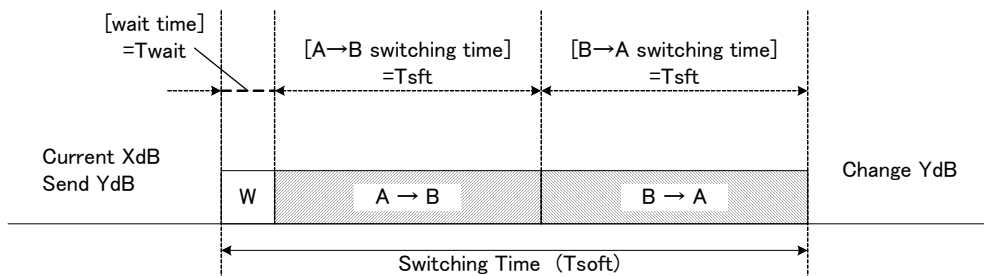 [wait time]
=Twait
[A→B switching time]
=Tsft
[B→A switching time]
=Tsft
Current XdB
Send YdB
Change YdB
W
A → B
B → A
Switching Time (Tsoft)